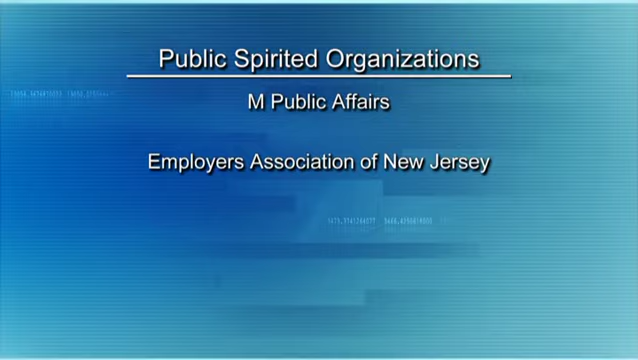 Public Spirited Organizations
M Public Affairs
Employers Association of New Jersey